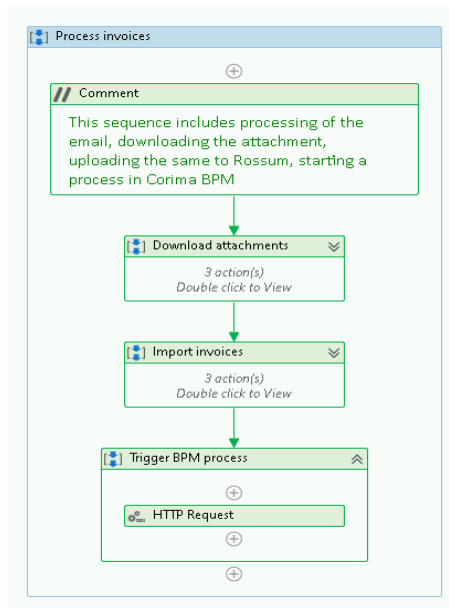 Process invoices
Comment
This sequence includes processing of the
email, downloading the attachment,
uploading the same to Rossum, starting a
process in Corima BPM
Download attachments
3 action(s)
Double click to View
Import invoices
3 action(s)
Double click to View
Trigger BPM process
HTTP Request